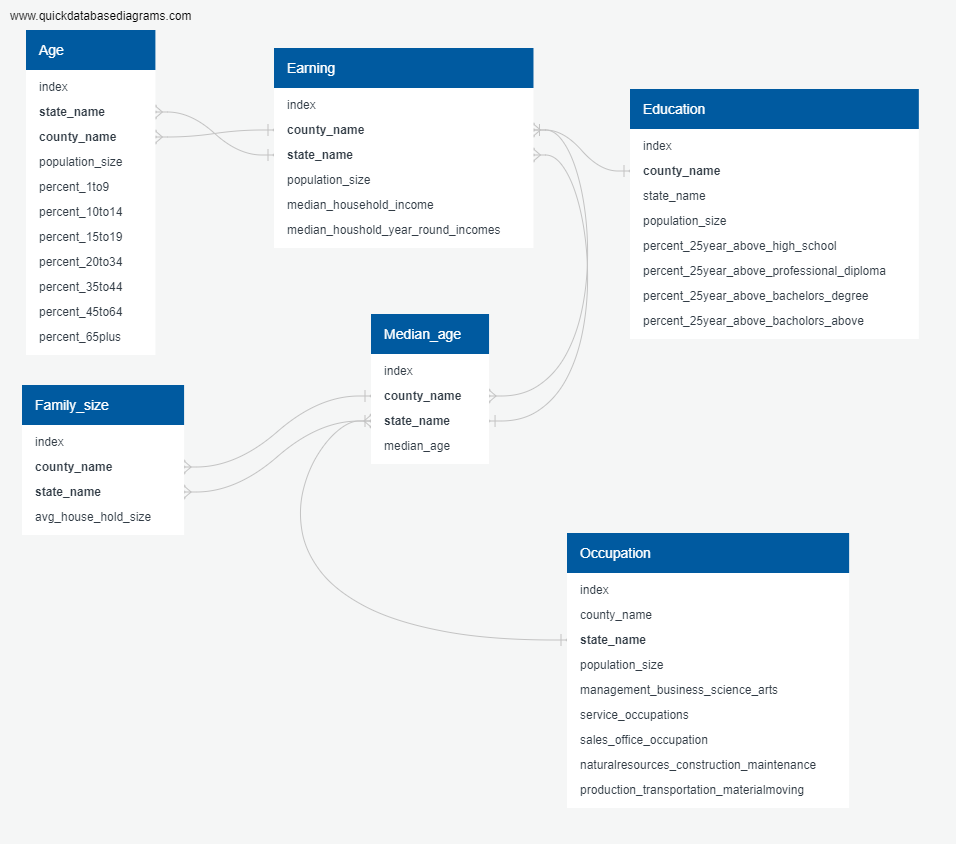 www.quickdatabasediagrams.com
Age
index
state_name
county_name
population_size
percent_1to9
percent_10to14
percent_15to19
percent_20to34
percent_35to44
percent_45to64
percent_65plus
Earning
index
county_name
state_name
population_size
median_household_income
median_houshold_year_round_incomes
Education
index
county_name
state_name
population_size
percent_25year_above_high_school
percent_25year_above_professional_diploma
percent_25year_above_bachelors_degree
percent_25year_above_bacholors_above
Median_age
index
county_name
state_name
median_age
Family_size
index
county_name
state_name
avg_house_hold_size
Occupation
index
county_name
state_name
population_size
management_business_science_arts
service_occupations
sales_office_occupation
naturalresources_construction_maintenance
production_transportation_materialmoving